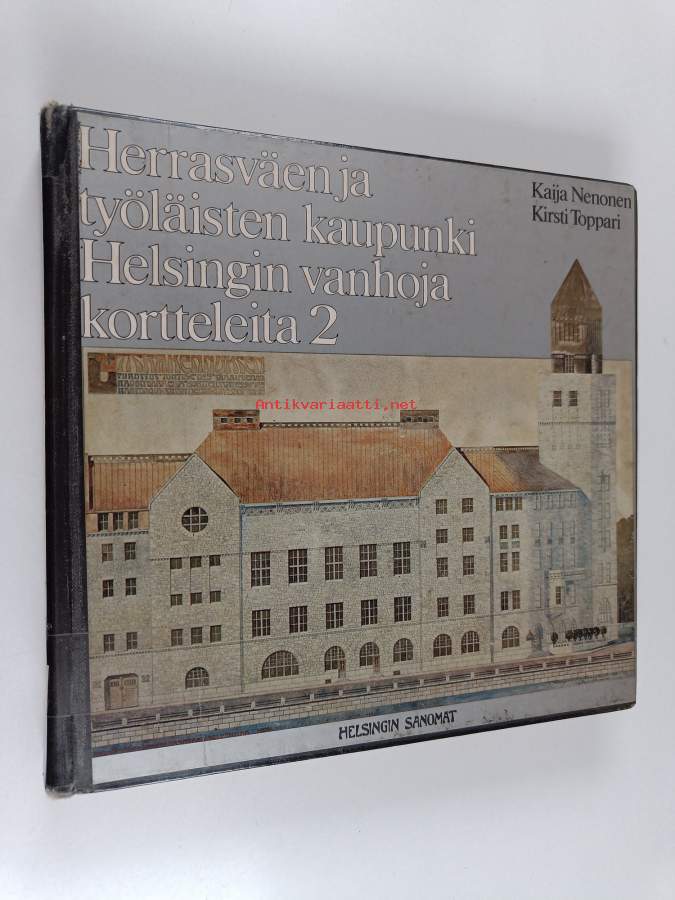 Herrasväen ja
työläisten kaupunki
Helsingin vanhoja
kortteleita 2
Kaija Nenonen
Kirsti Toppari
Antikvariaatti.net
HELSINGIN SANOMAT